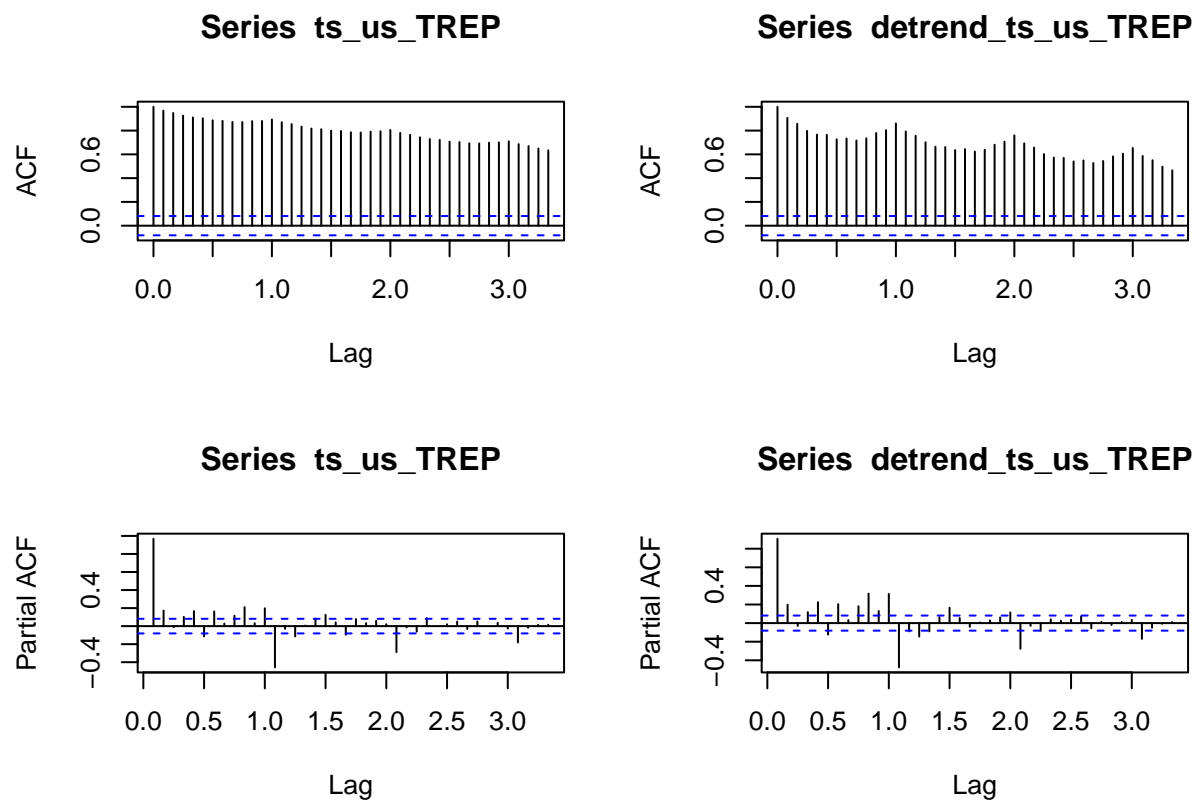 Series ts_us_TREP
ACF
0.0 0.6
0.0 1.0 2.0 3.0
Lag
Series detrend_ts_us_TREP
ACF
0.0 0.6
0.0 1.0 2.0 3.0
Lag
Series ts_us_TREP
Partial ACF
−0.4 0.4
0.0 0.5 1.0 1.5 2.0 2.5 3.0
Lag
Series detrend_ts_us_TREP
Partial ACF
−0.4 0.4
0.0 0.5 1.0 1.5 2.0 2.5 3.0
Lag